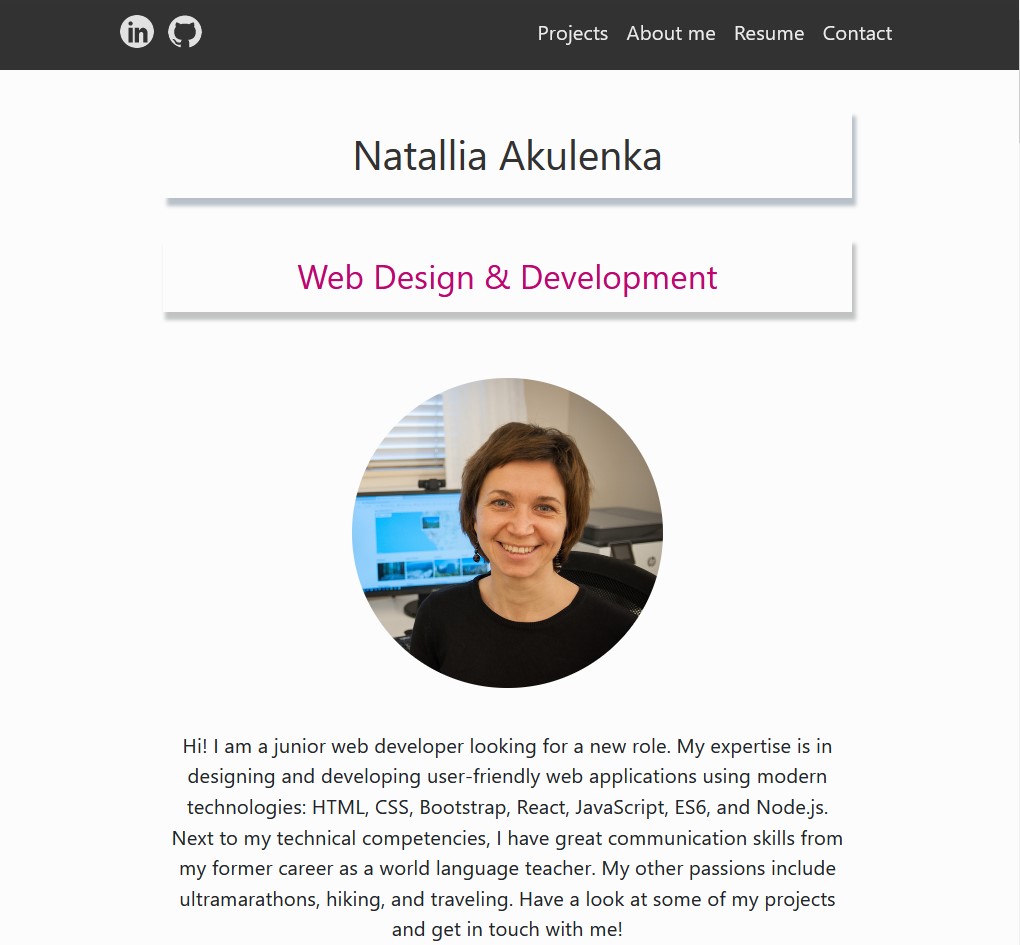 in
Projects About me Resume Contact
Natallia Akulenka
Web Design & Development
hp
Hi! I am a junior web developer looking for a new role. My expertise is in
designing and developing user-friendly web applications using modern
technologies: HTML, CSS, Bootstrap, React, JavaScript, ES6, and Node.js.
Next to my technical competencies, I have great communication skills from
my former career as a world language teacher. My other passions include
ultramarathons, hiking, and traveling. Have a look at some of my projects
and get in touch with me!